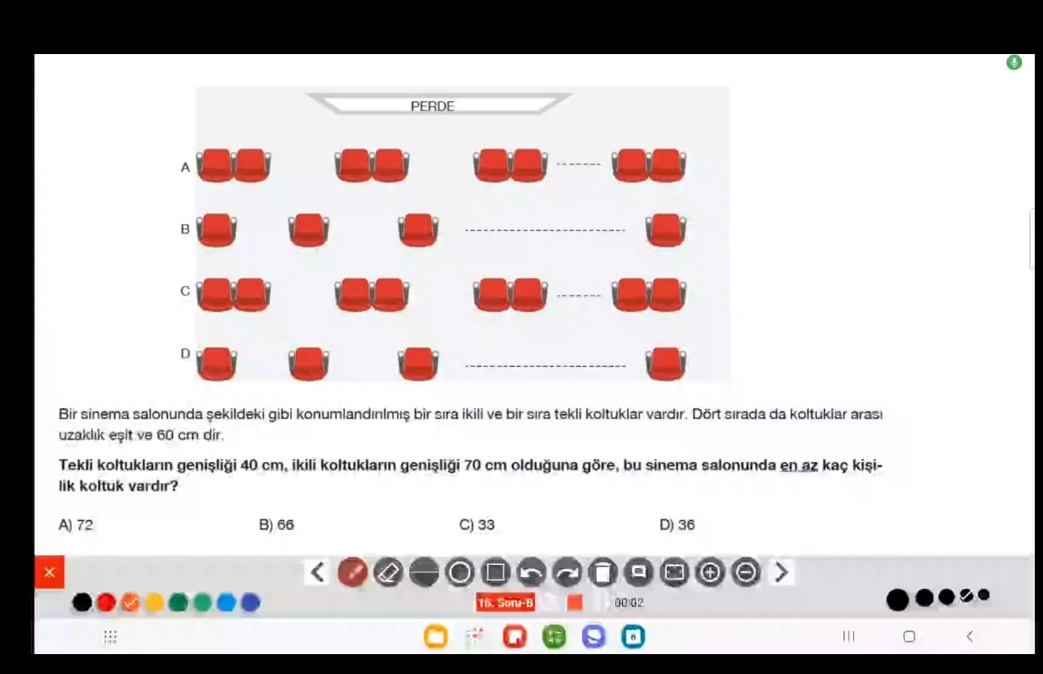 PERDE
A
B
C
D
Bir sinema salonunda şekildeki gibi konumlandırılmış bir sıra ikili ve bir sıra tekli koltuklar vardır. Dört sırada da koltuklar arası
uzaklık eşit ve 60 cm dir.
Tekli koltukların genişliği 40 cm, ikili koltukların genişliği 70 cm olduğuna göre, bu sinema salonunda en az kaç kişi-
lik koltuk vardır?
A) 72 B) 66 C) 33 D) 36
16. Soru-B 00:02